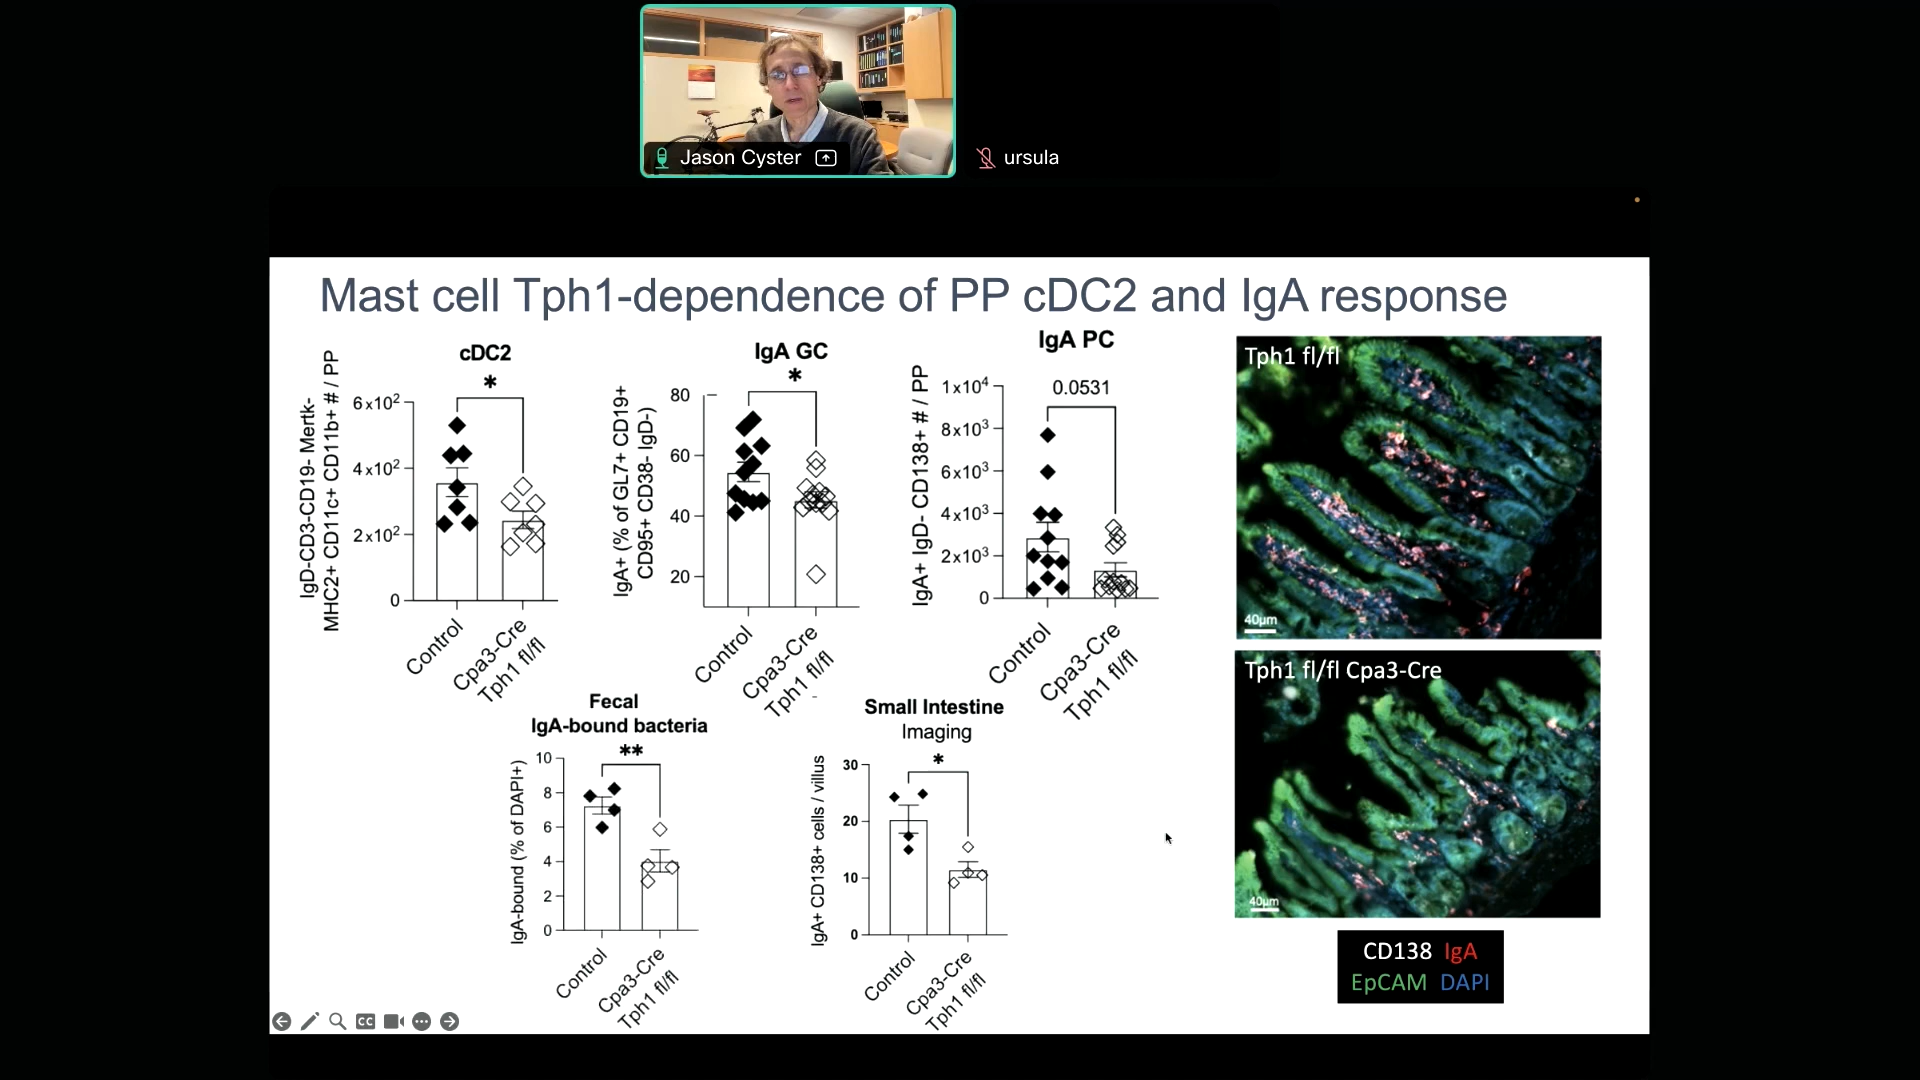 Jason Cyster
ursula
Mast cell Tph1-dependence of PP cDC2 and IgA response
cDC2
*
IgD-CD3-CD19- Mertk-
MHC2+ CD11c+ CD11b+ # / PP
6x10²
4x10²
2x10²
0
Control
Cpa3-Cre
Tph1 fl/fl
IgA GC
*
IgA+ (% of GL7+ CD19+
CD95+ CD38- IgD-)
80
60
40
20
Control
Cpa3-Cre
Tph1 fl/fl
IgA PC
0.0531
IgA+ IgD- CD138+ # / PP
1x10⁴
8x10³
6x10³
4x10³
2x10³
0
Control
Cpa3-Cre
Tph1 fl/fl
Tph1 fl/fl
40µm
Tph1 fl/fl Cpa3-Cre
40µm
CD138 IgA
EpCAM DAPI
Fecal
IgA-bound bacteria
**
IgA-bound (% of DAPI+)
10
8
6
4
2
0
Control
Cpa3-Cre
Tph1 fl/fl
Small Intestine
Imaging
*
IgA+ CD138+ cells / villus
30
20
10
0
Control
Cpa3-Cre
Tph1 fl/fl
CC